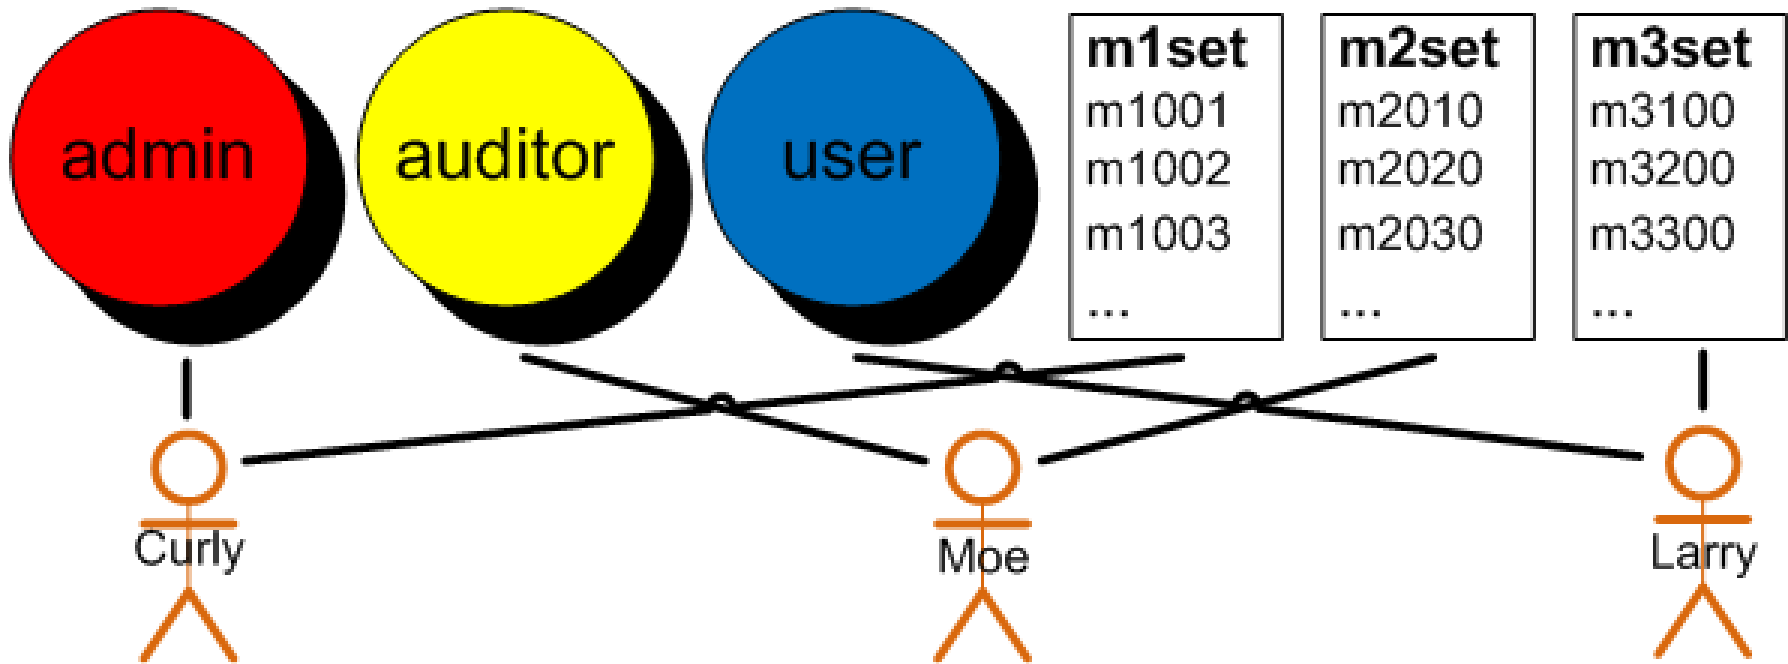 admin
auditor
user
m1set
m1001
m1002
m1003
...
m2set
m2010
m2020
m2030
...
m3set
m3100
m3200
m3300
...
Curly
Moe
Larry